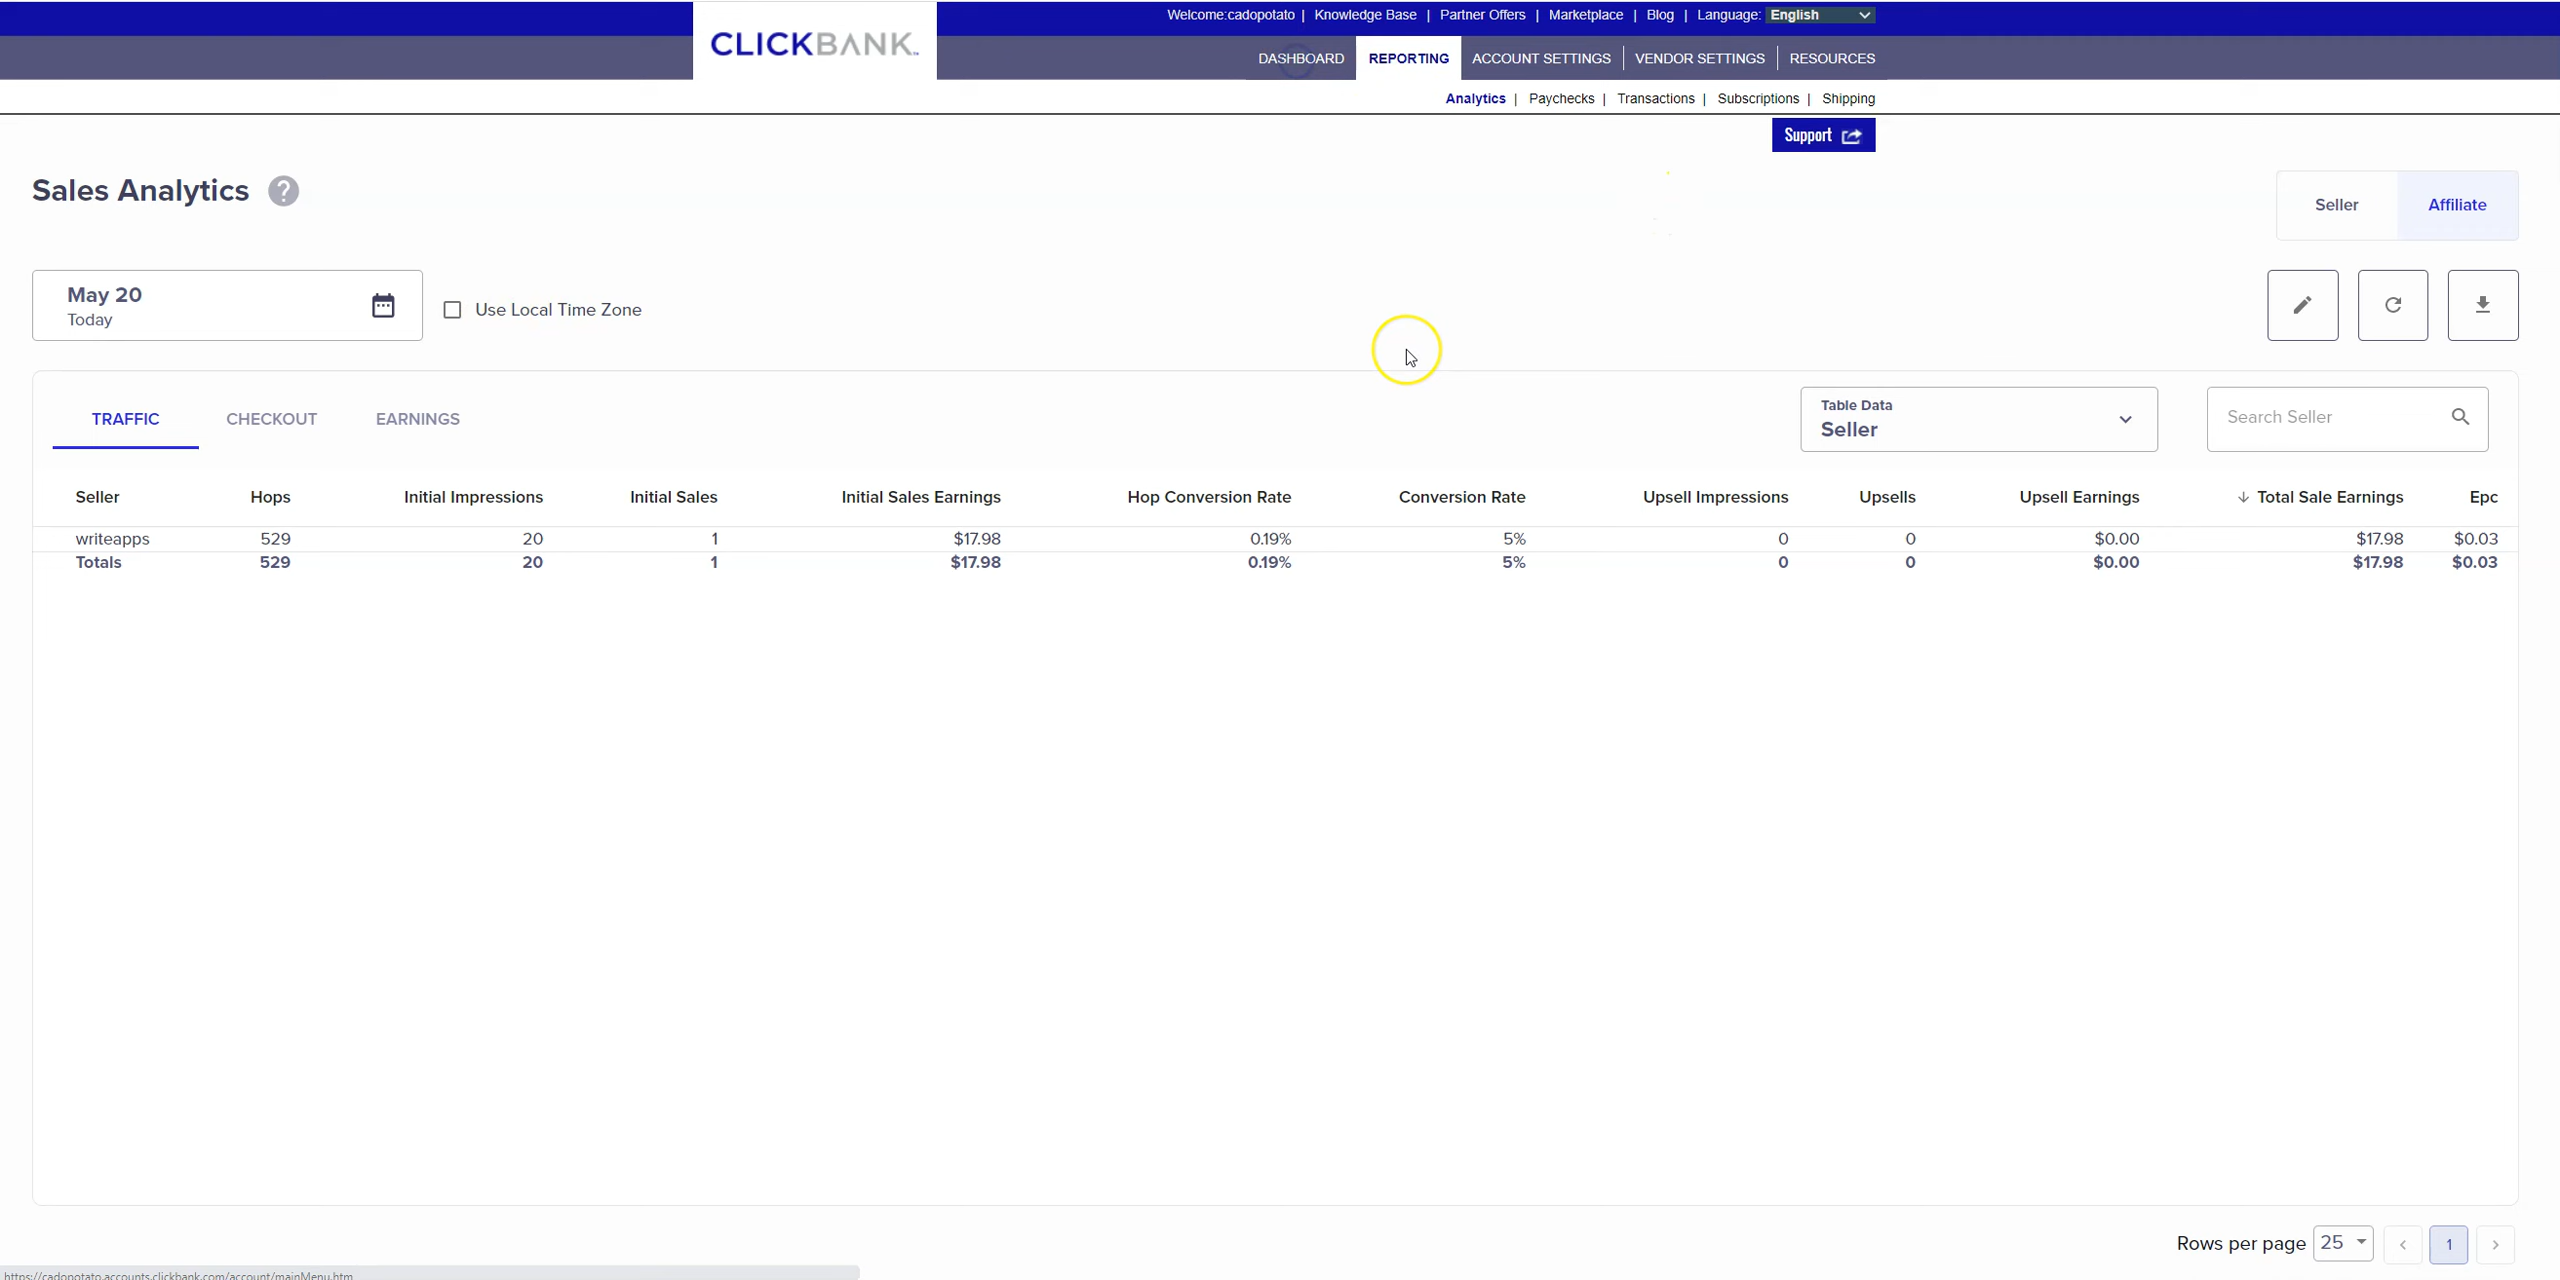 Welcome:cadopotato | Knowledge Base | Partner Offers | Marketplace | Blog | Language: English
CLICKBANK
DASHBOARD REPORTING ACCOUNT SETTINGS VENDOR SETTINGS RESOURCES
Analytics | Paychecks | Transactions | Subscriptions | Shipping
Support
Sales Analytics ?
Seller Affiliate
May 20
Today
Use Local Time Zone
TRAFFIC CHECKOUT EARNINGS
Table Data
Seller
Search Seller
Seller Hops Initial Impressions Initial Sales Initial Sales Earnings Hop Conversion Rate Conversion Rate Upsell Impressions Upsells Upsell Earnings ↓ Total Sale Earnings Epc
writeapps 529 20 1 $17.98 0.19% 5% 0 0 $0.00 $17.98 $0.03
Totals 529 20 1 $17.98 0.19% 5% 0 0 $0.00 $17.98 $0.03
Rows per page 25 < 1 >
https://cadopotato.accounts.clickbank.com/account/mainMenu.htm